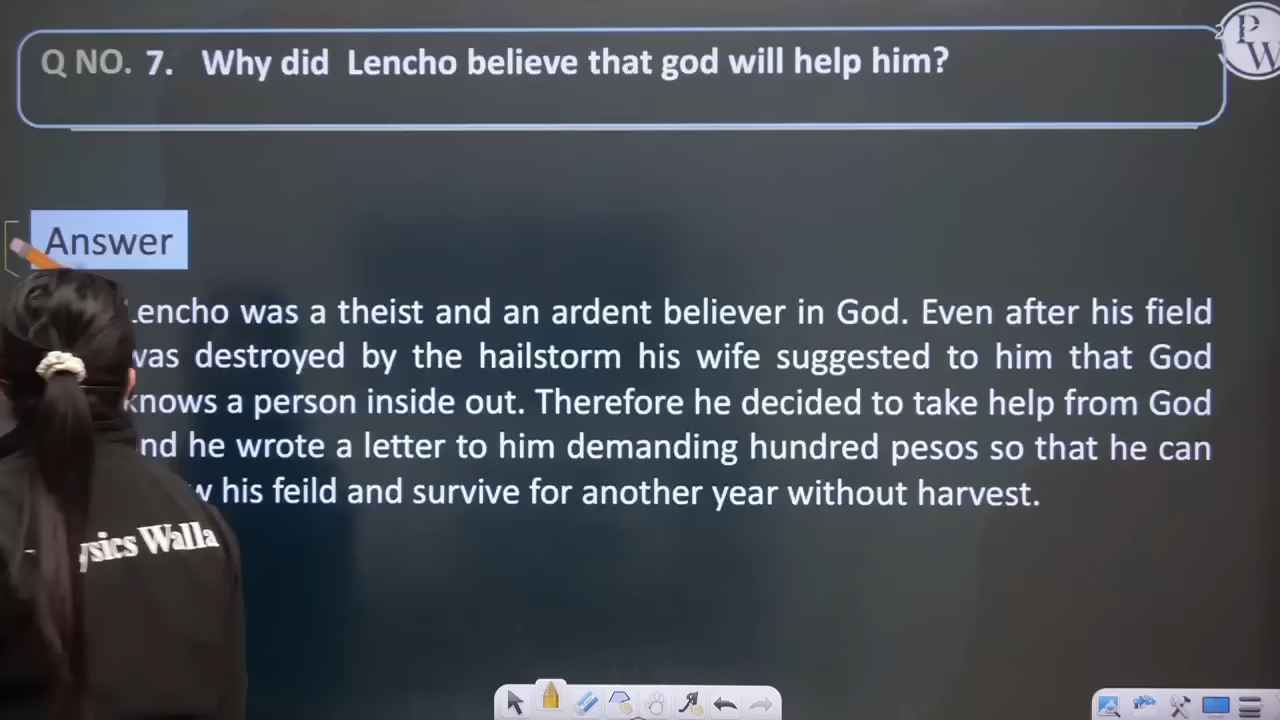 Q NO. 7. Why did Lencho believe that god will help him?
PW
Answer
Lencho was a theist and an ardent believer in God. Even after his field
was destroyed by the hailstorm his wife suggested to him that God
knows a person inside out. Therefore he decided to take help from God
he wrote a letter to him demanding hundred pesos so that he can
his feild and survive for another year without harvest.
Walla